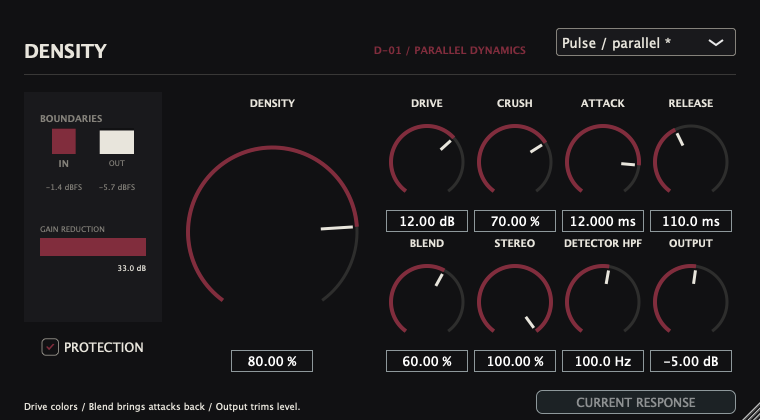 DENSITY
D-01 / PARALLEL DYNAMICS
Pulse / parallel *
BOUNDARIES
IN OUT
-1.4 dBFS -5.7 dBFS
GAIN REDUCTION
33.0 dB
PROTECTION
DENSITY
80.00 %
DRIVE CRUSH ATTACK RELEASE
12.00 dB 70.00 % 12.000 ms 110.0 ms
BLEND STEREO DETECTOR HPF OUTPUT
60.00 % 100.00 % 100.0 Hz -5.00 dB
Drive colors / Blend brings attacks back / Output trims level.
CURRENT RESPONSE